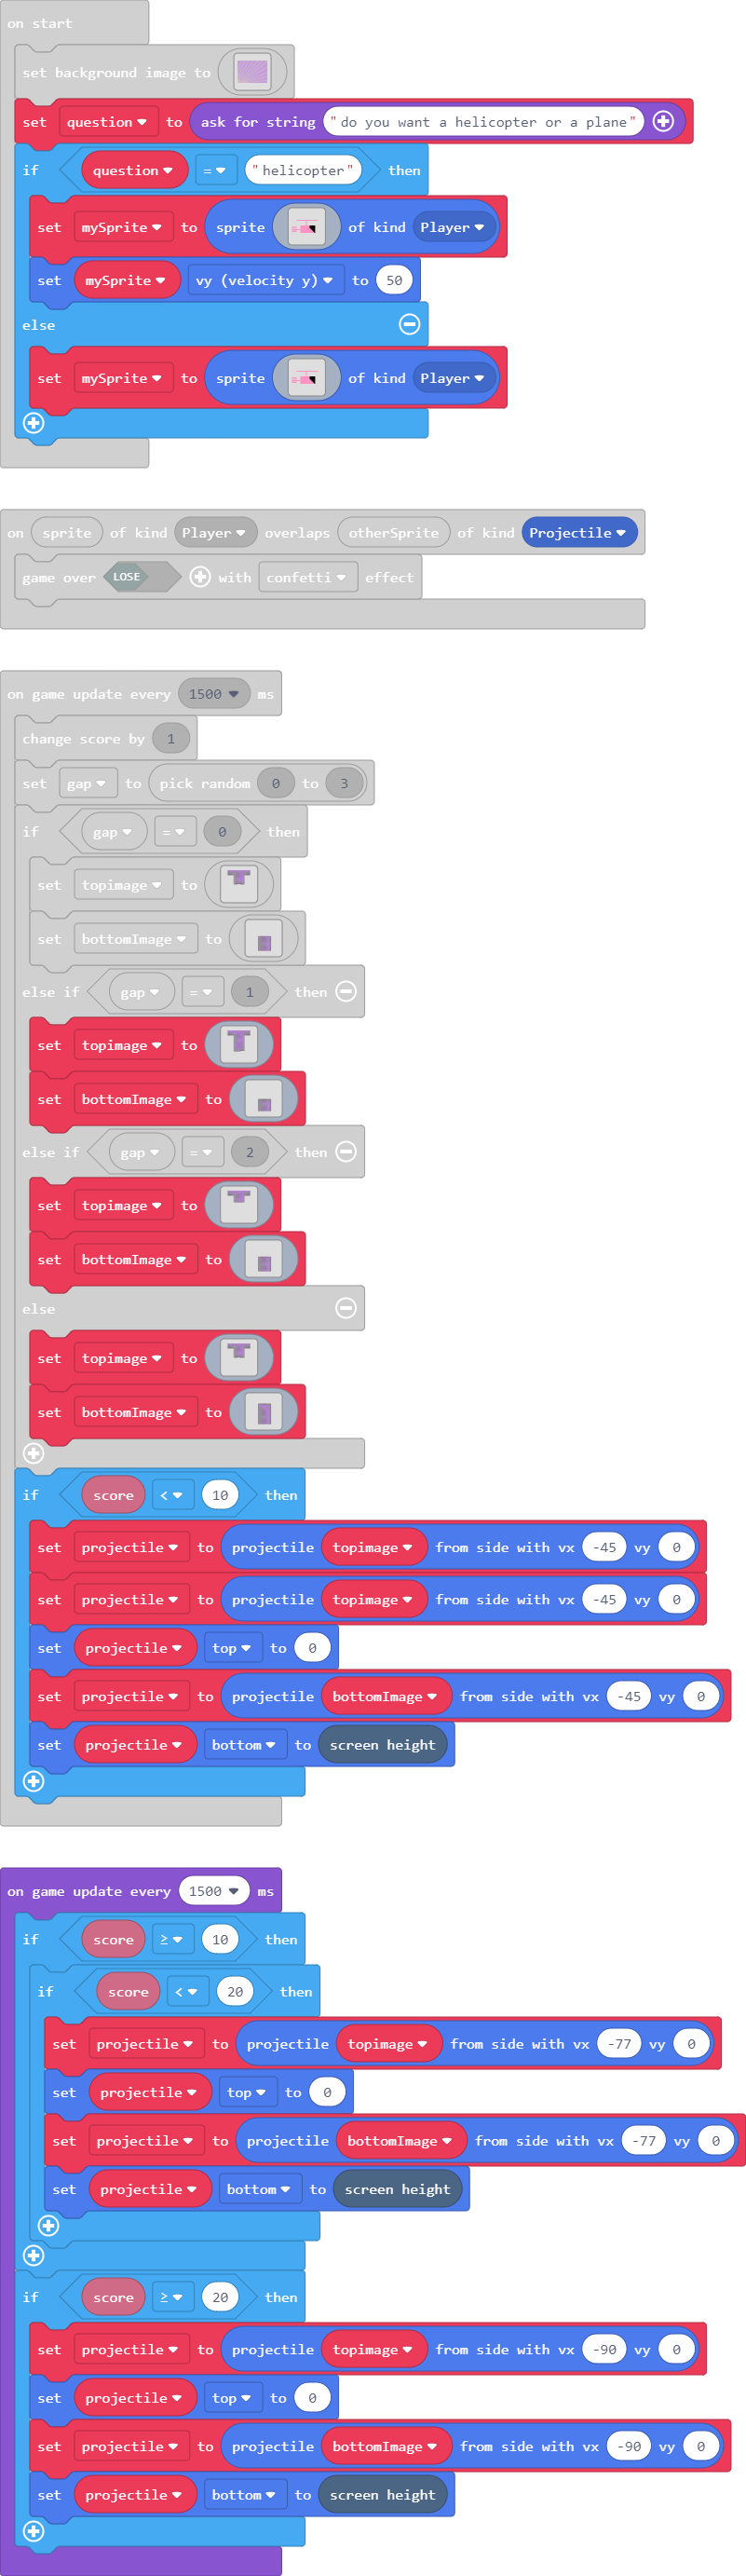 on start
set background image to
set question to ask for string "do you want a helicopter or a plane"
if question = "helicopter" then
set mySprite to sprite of kind Player
set mySprite vy (velocity y) to 50
else
set mySprite to sprite of kind Player
on sprite of kind Player overlaps otherSprite of kind Projectile
game over LOSE with confetti effect
on game update every 1500 ms
change score by 1
set gap to pick random 0 to 3
if gap = 0 then
set topimage to
set bottomImage to
else if gap = 1 then
set topimage to
set bottomImage to
else if gap = 2 then
set topimage to
set bottomImage to
else
set topimage to
set bottomImage to
if score < 10 then
set projectile to projectile topimage from side with vx -45 vy 0
set projectile to projectile topimage from side with vx -45 vy 0
set projectile top to 0
set projectile to projectile bottomImage from side with vx -45 vy 0
set projectile bottom to screen height
on game update every 1500 ms
if score ≥ 10 then
if score < 20 then
set projectile to projectile topimage from side with vx -77 vy 0
set projectile top to 0
set projectile to projectile bottomImage from side with vx -77 vy 0
set projectile bottom to screen height
if score ≥ 20 then
set projectile to projectile topimage from side with vx -90 vy 0
set projectile top to 0
set projectile to projectile bottomImage from side with vx -90 vy 0
set projectile bottom to screen height